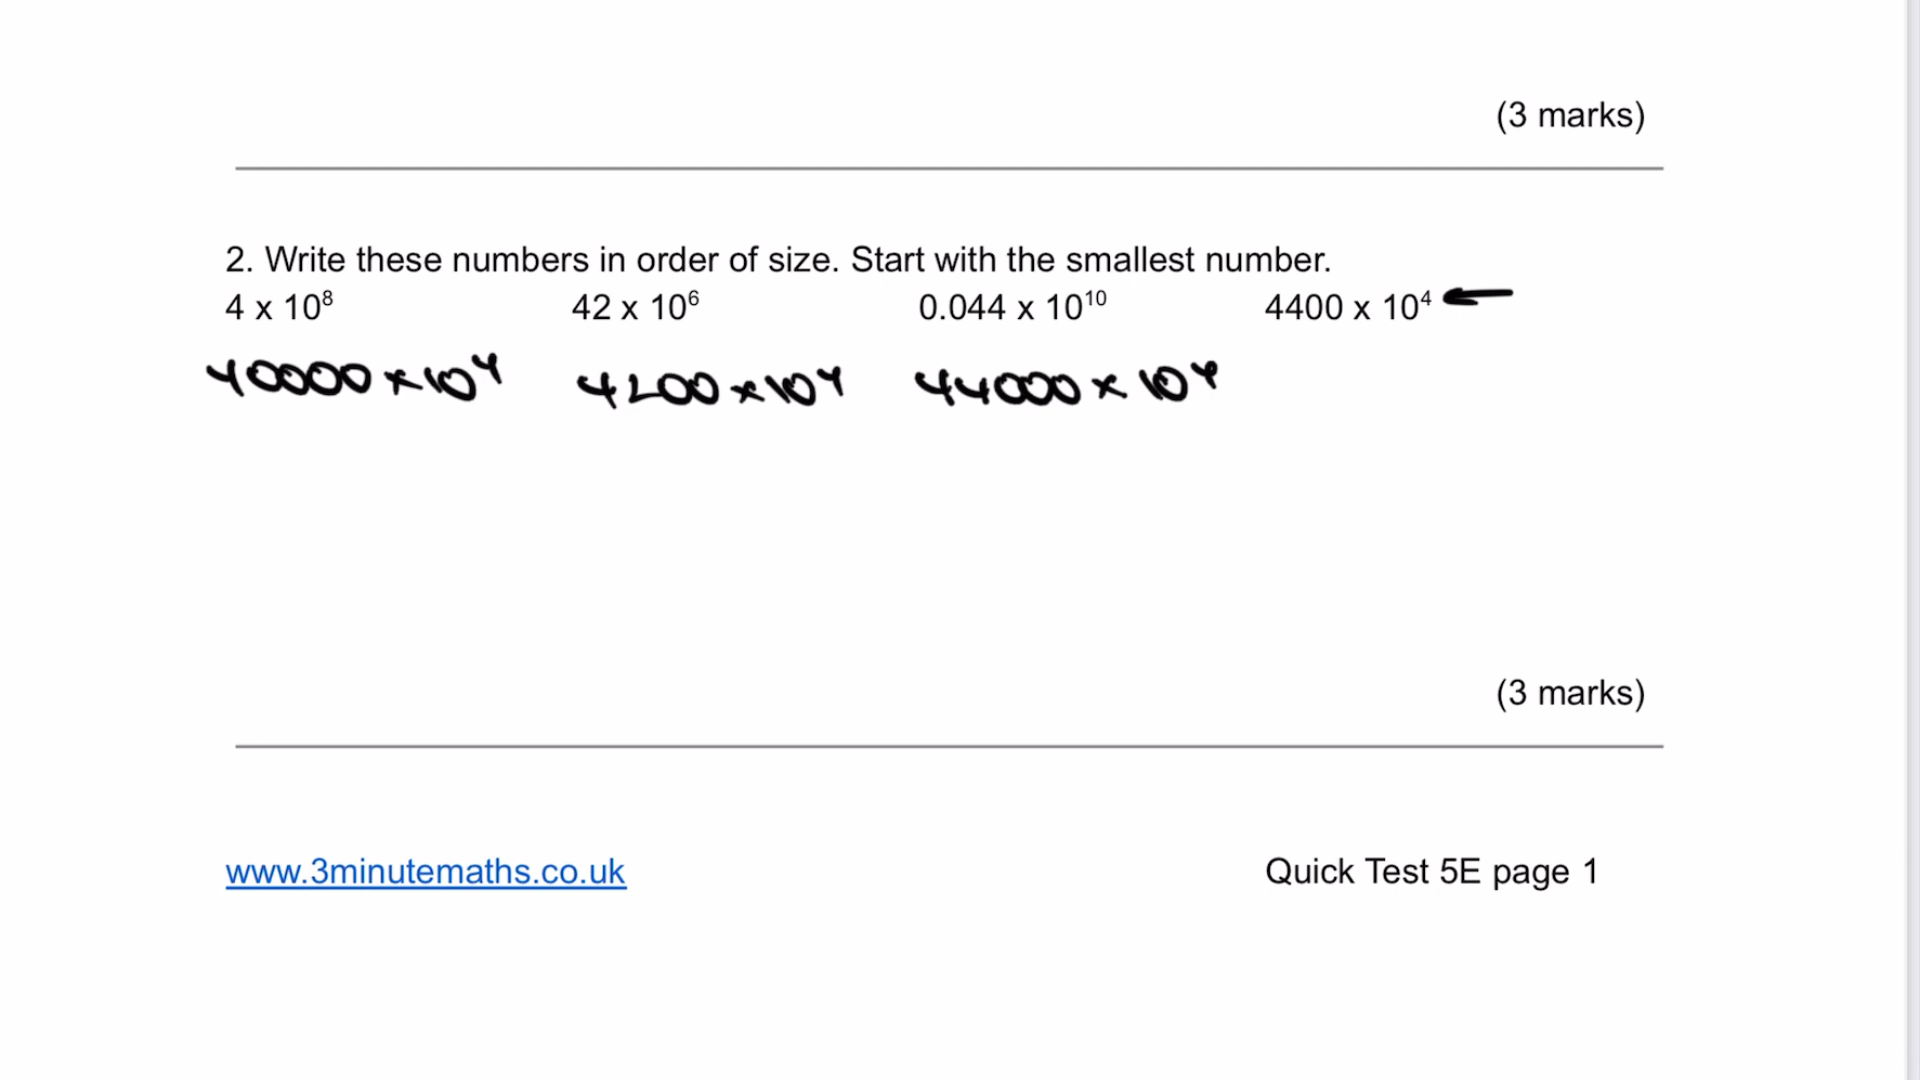 (3 marks)
2. Write these numbers in order of size. Start with the smallest number.
4 x 10⁸ 42 x 10⁶ 0.044 x 10¹⁰ 4400 x 10⁴
40000 x 10⁴ 4200 x 10⁴ 44000 x 10⁴
(3 marks)
www.3minutemaths.co.uk Quick Test 5E page 1